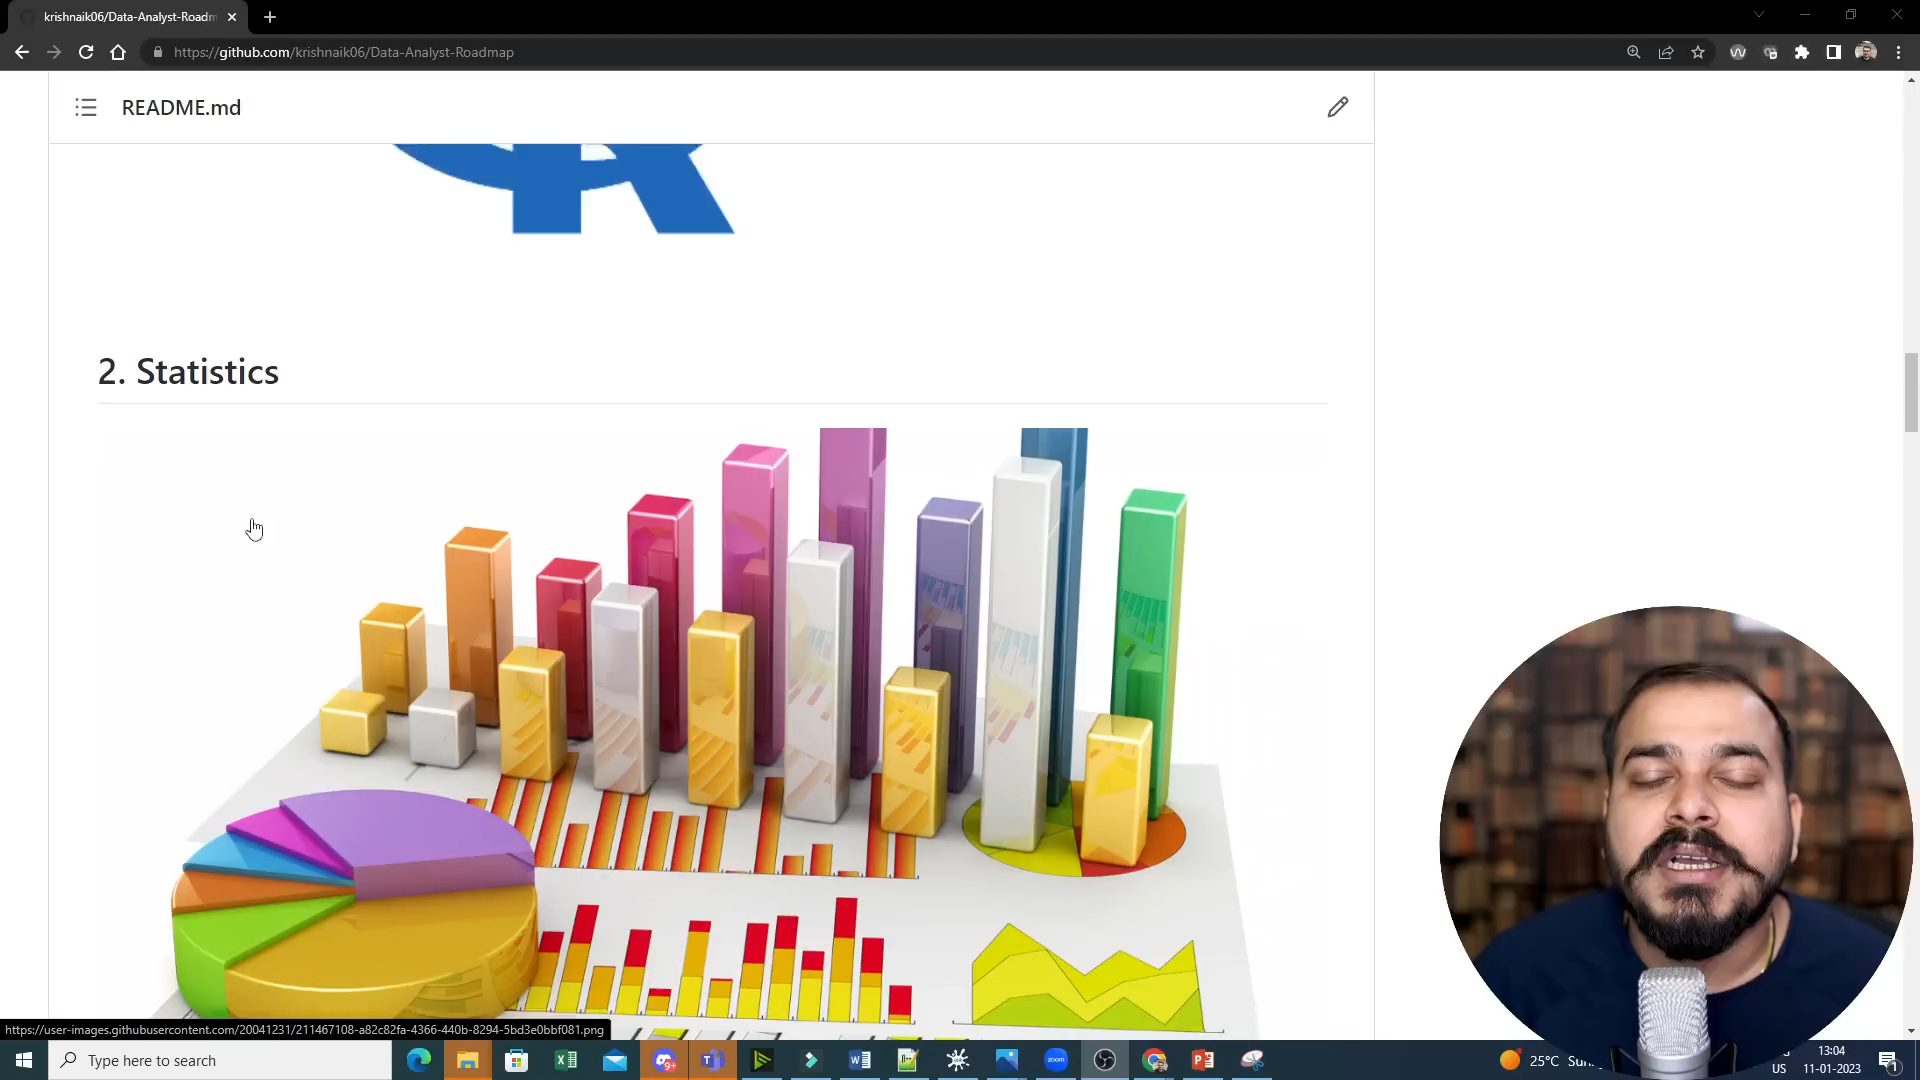 krishnaik06/Data-Analyst-Roadm
https://github.com/krishnaik06/Data-Analyst-Roadmap
README.md
2. Statistics
https://user-images.githubusercontent.com/20041231/211467108-a82c82fa-4366-440b-8294-5bd3e0bbf081.png
Type here to search
25°C
US
13:04
11-01-2023
1